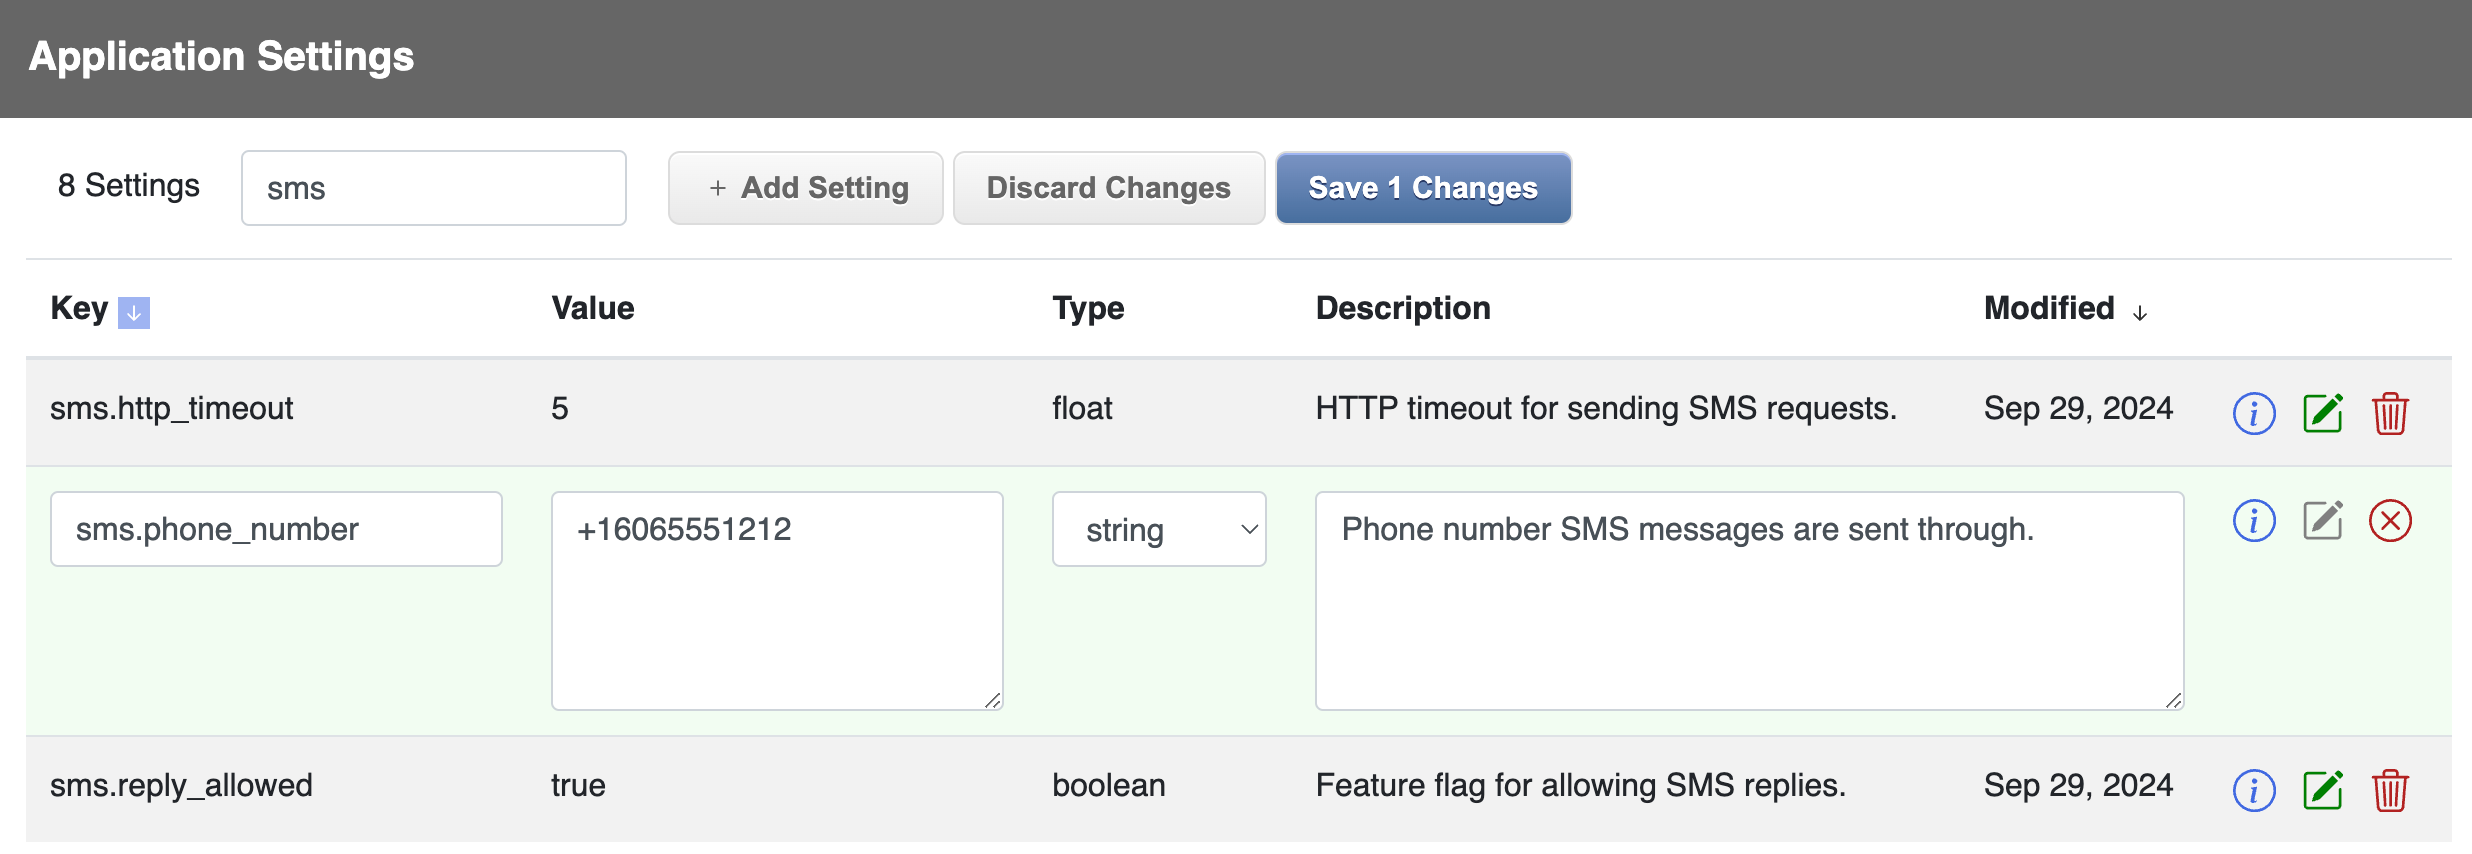 Application Settings
8 Settings sms + Add Setting Discard Changes Save 1 Changes
Key ↓ Value Type Description Modified ↓
sms.http_timeout 5 float HTTP timeout for sending SMS requests. Sep 29, 2024
sms.phone_number +16065551212 string Phone number SMS messages are sent through.
sms.reply_allowed true boolean Feature flag for allowing SMS replies. Sep 29, 2024